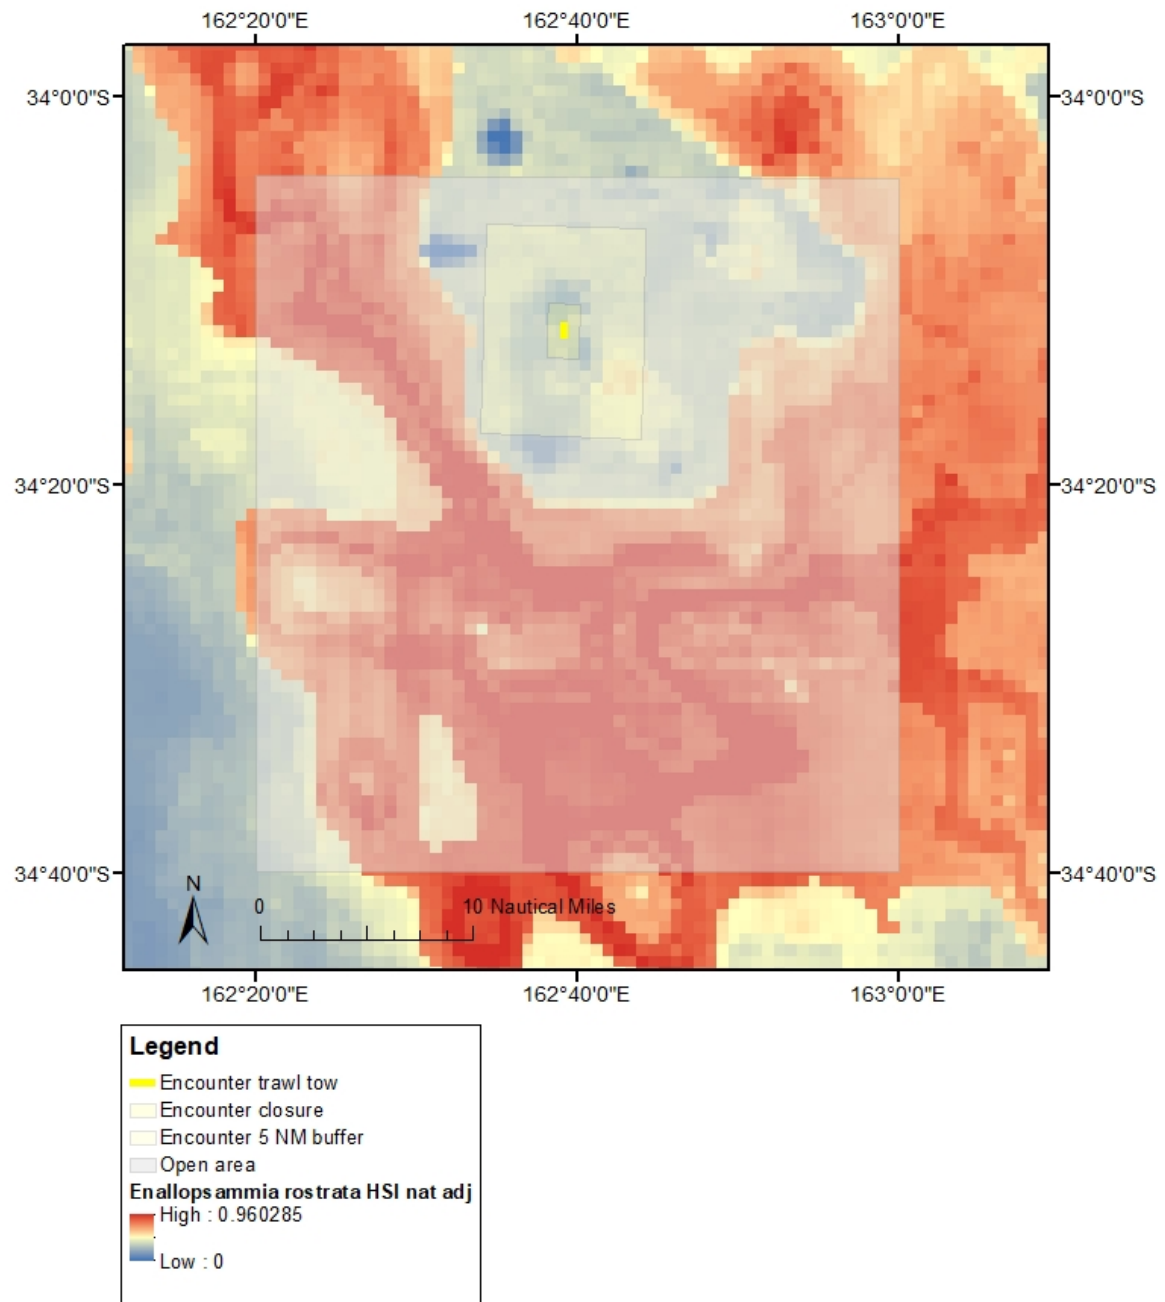 162°20'0"E 162°40'0"E 163°0'0"E
34°0'0"S 34°0'0"S
34°20'0"S 34°20'0"S
34°40'0"S 34°40'0"S
N
0 10 Nautical Miles
162°20'0"E 162°40'0"E 163°0'0"E
Legend
Encounter trawl tow
Encounter closure
Encounter 5 NM buffer
Open area
Enallopsammia rostrata HSI nat adj
High : 0.960285
Low : 0